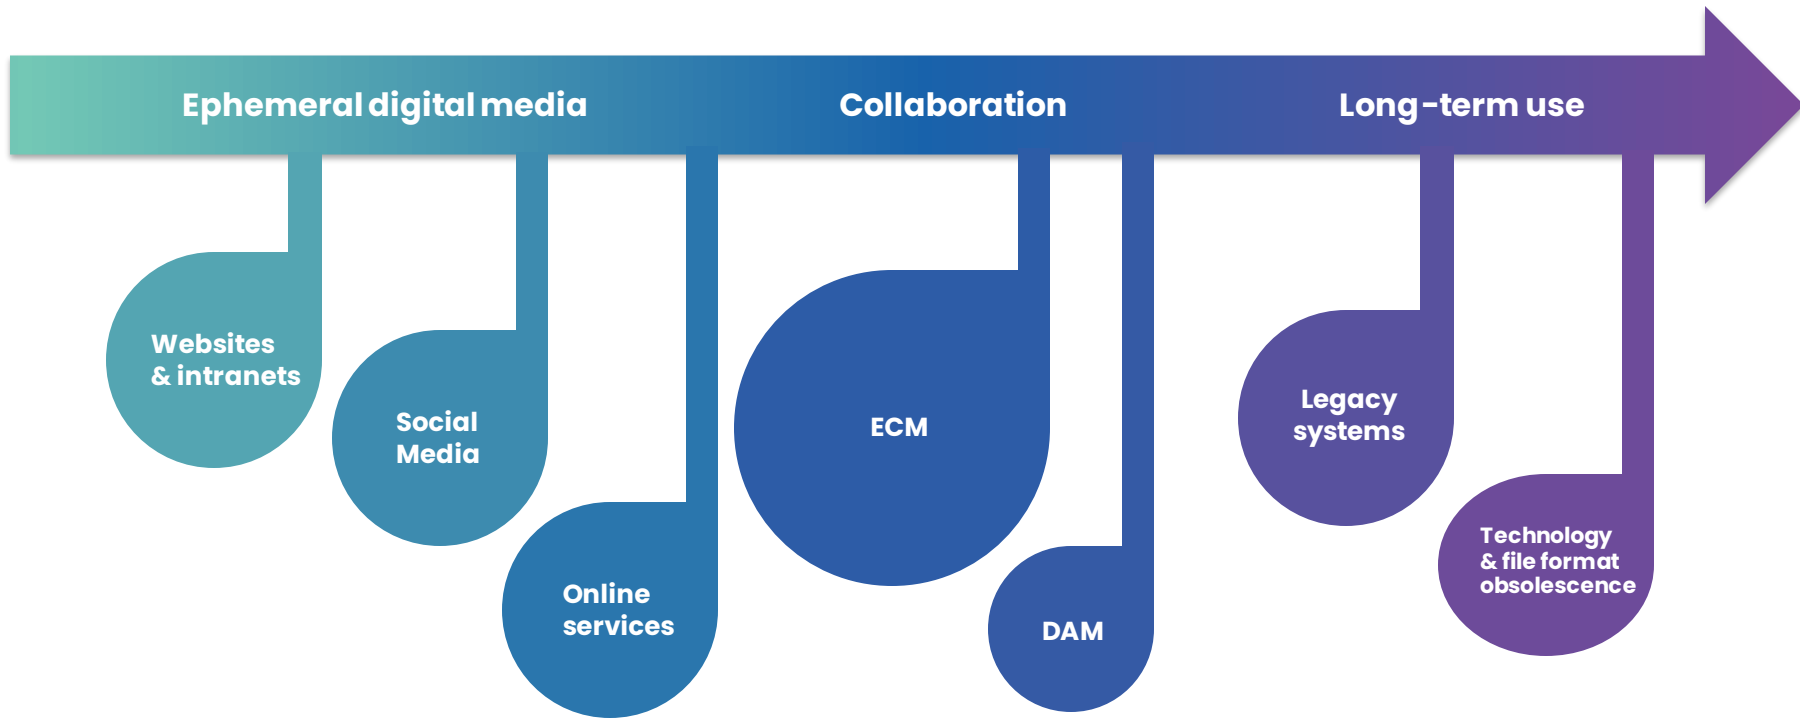 Ephemeral digital media
Collaboration
Long-term use
Websites
& intranets
Social
Media
Online
services
ECM
DAM
Legacy
systems
Technology
& file format
obsolescence